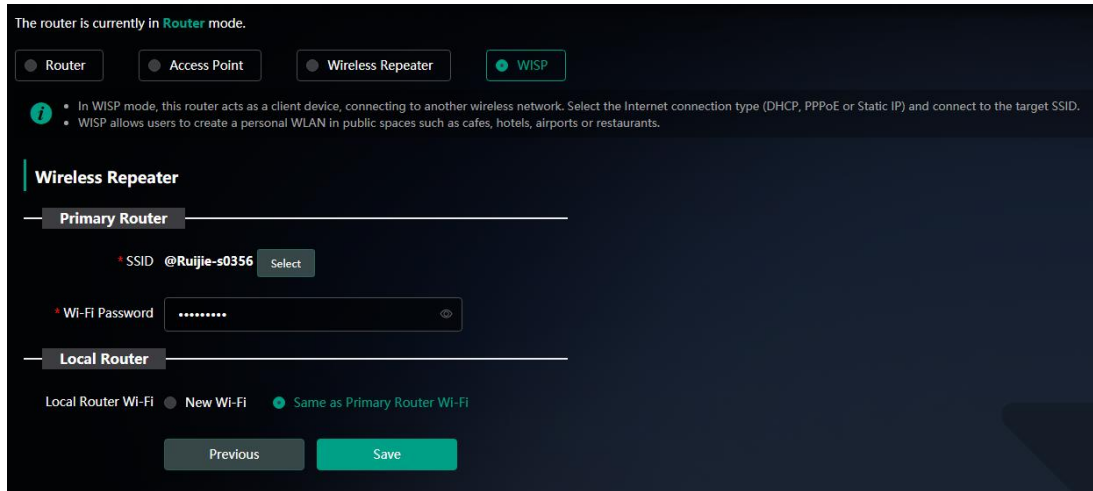 The router is currently in Router mode.
Router Access Point Wireless Repeater WISP
• In WISP mode, this router acts as a client device, connecting to another wireless network. Select the Internet connection type (DHCP, PPPoE or Static IP) and connect to the target SSID.
• WISP allows users to create a personal WLAN in public spaces such as cafes, hotels, airports or restaurants.
Wireless Repeater
Primary Router
* SSID @Ruijie-s0356 Select
* Wi-Fi Password •••••••••
Local Router
Local Router Wi-Fi New Wi-Fi Same as Primary Router Wi-Fi
Previous Save